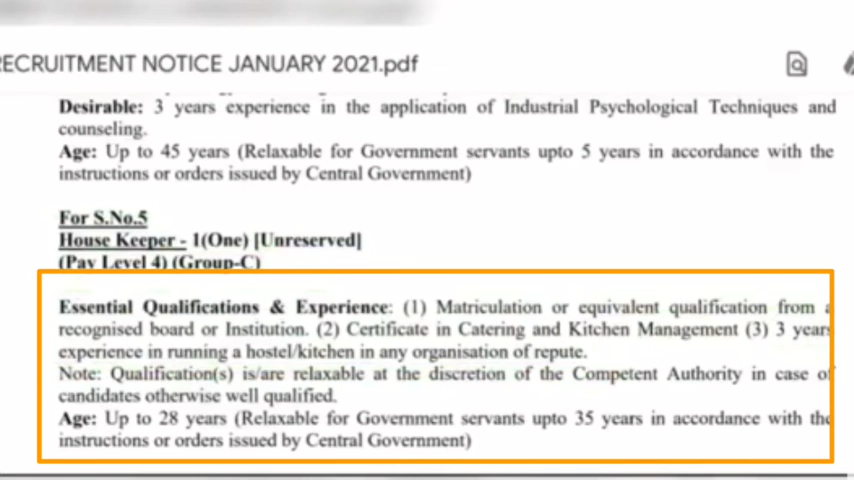 RECRUITMENT NOTICE JANUARY 2021.pdf
Desirable: 3 years experience in the application of Industrial Psychological Techniques and
counseling.
Age: Up to 45 years (Relaxable for Government servants upto 5 years in accordance with the
instructions or orders issued by Central Government)
For S.No.5
House Keeper - 1(One) [Unreserved]
(Pay Level 4) (Group-C)
Essential Qualifications & Experience: (1) Matriculation or equivalent qualification from a
recognised board or Institution. (2) Certificate in Catering and Kitchen Management (3) 3 years
experience in running a hostel/kitchen in any organisation of repute.
Note: Qualification(s) is/are relaxable at the discretion of the Competent Authority in case of
candidates otherwise well qualified.
Age: Up to 28 years (Relaxable for Government servants upto 35 years in accordance with the
instructions or orders issued by Central Government)